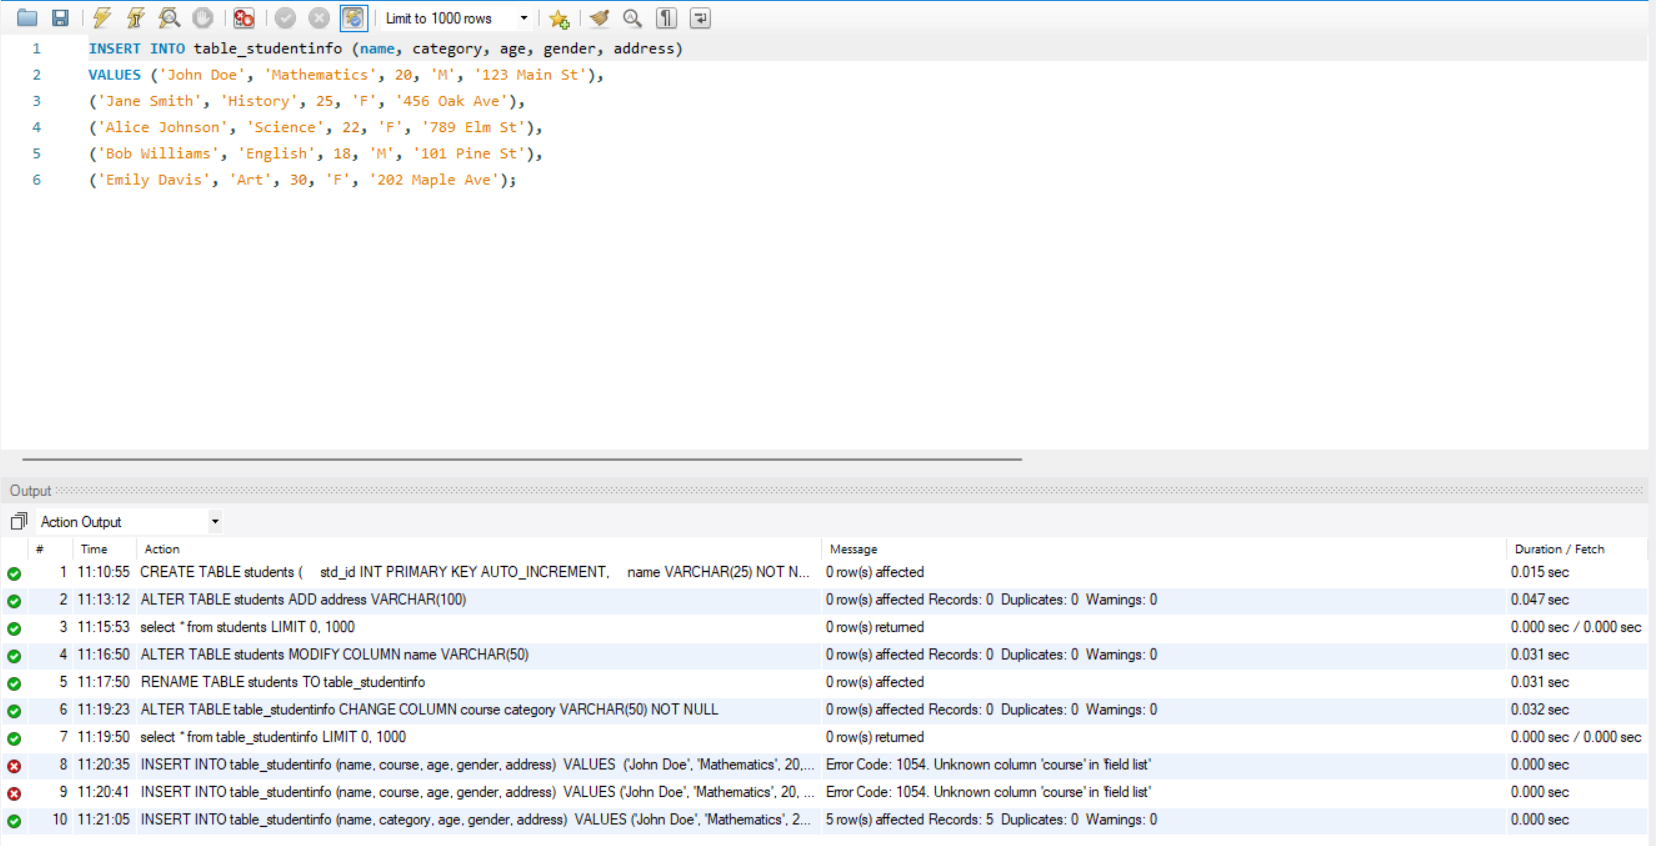 Limit to 1000 rows
1 INSERT INTO table_studentinfo (name, category, age, gender, address)
2 VALUES ('John Doe', 'Mathematics', 20, 'M', '123 Main St'),
3 ('Jane Smith', 'History', 25, 'F', '456 Oak Ave'),
4 ('Alice Johnson', 'Science', 22, 'F', '789 Elm St'),
5 ('Bob Williams', 'English', 18, 'M', '101 Pine St'),
6 ('Emily Davis', 'Art', 30, 'F', '202 Maple Ave');
Output
Action Output
# Time Action Message Duration / Fetch
1 11:10:55 CREATE TABLE students ( std_id INT PRIMARY KEY AUTO_INCREMENT, name VARCHAR(25) NOT N... 0 row(s) affected 0.015 sec
2 11:13:12 ALTER TABLE students ADD address VARCHAR(100) 0 row(s) affected Records: 0 Duplicates: 0 Warnings: 0 0.047 sec
3 11:15:53 select * from students LIMIT 0, 1000 0 row(s) returned 0.000 sec / 0.000 sec
4 11:16:50 ALTER TABLE students MODIFY COLUMN name VARCHAR(50) 0 row(s) affected Records: 0 Duplicates: 0 Warnings: 0 0.031 sec
5 11:17:50 RENAME TABLE students TO table_studentinfo 0 row(s) affected 0.031 sec
6 11:19:23 ALTER TABLE table_studentinfo CHANGE COLUMN course category VARCHAR(50) NOT NULL 0 row(s) affected Records: 0 Duplicates: 0 Warnings: 0 0.032 sec
7 11:19:50 select * from table_studentinfo LIMIT 0, 1000 0 row(s) returned 0.000 sec / 0.000 sec
8 11:20:35 INSERT INTO table_studentinfo (name, course, age, gender, address) VALUES ('John Doe', 'Mathematics', 20,... Error Code: 1054. Unknown column 'course' in 'field list' 0.000 sec
9 11:20:41 INSERT INTO table_studentinfo (name, course, age, gender, address) VALUES ('John Doe', 'Mathematics', 20, ... Error Code: 1054. Unknown column 'course' in 'field list' 0.000 sec
10 11:21:05 INSERT INTO table_studentinfo (name, category, age, gender, address) VALUES ('John Doe', 'Mathematics', 2... 5 row(s) affected Records: 5 Duplicates: 0 Warnings: 0 0.000 sec